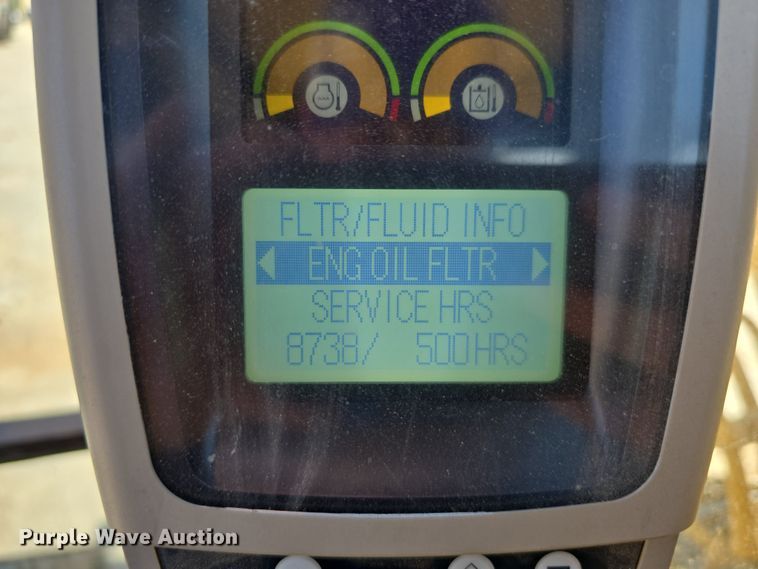 FLTR/FLUID INFO
ENG OIL FLTR
SERVICE HRS
8738/ 500HRS
Purple Wave Auction